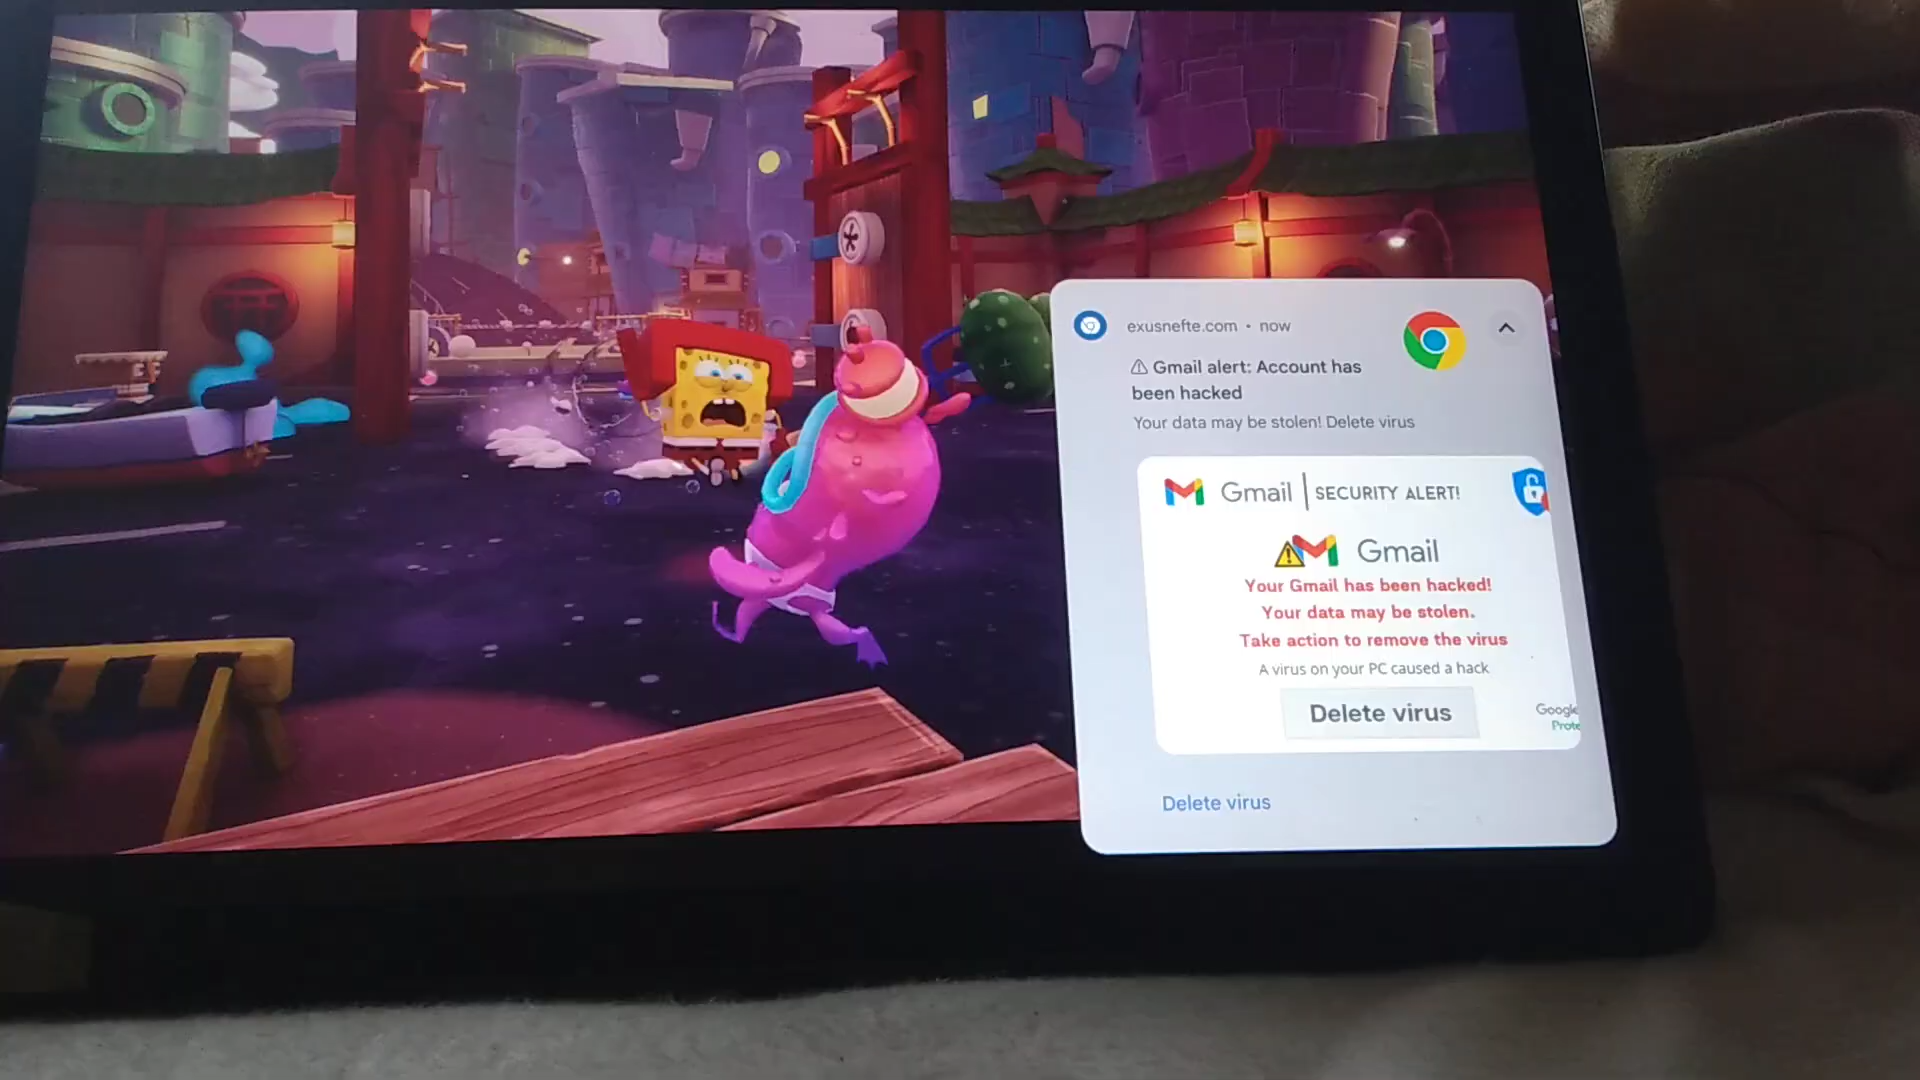 exusnefte.com • now
⚠ Gmail alert: Account has
been hacked
Your data may be stolen! Delete virus
Gmail | SECURITY ALERT!
Gmail
Your Gmail has been hacked!
Your data may be stolen.
Take action to remove the virus
A virus on your PC caused a hack
Delete virus
Google
Prote
Delete virus